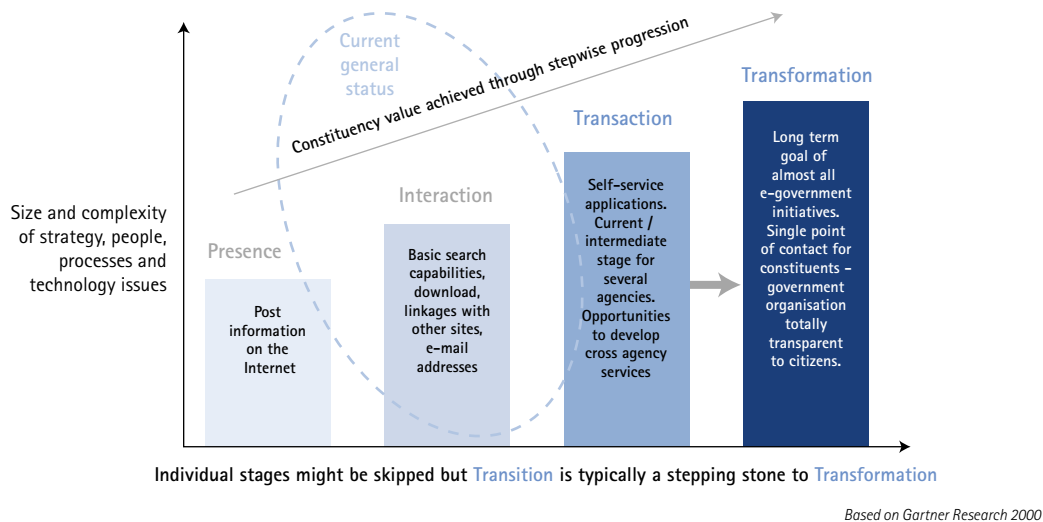 Current
general
status
Constituency value achieved through stepwise progression
Size and complexity
of strategy, people,
processes and
technology issues
Presence
Post
information
on the
Internet
Interaction
Basic search
capabilities,
download,
linkages with
other sites,
e-mail
addresses
Transaction
Self-service
applications.
Current /
intermediate
stage for
several
agencies.
Opportunities
to develop
cross agency
services
Transformation
Long term
goal of
almost all
e-government
initiatives.
Single point
of contact for
constituents -
government
organisation
totally
transparent
to citizens.
Individual stages might be skipped but Transition is typically a stepping stone to Transformation
Based on Gartner Research 2000